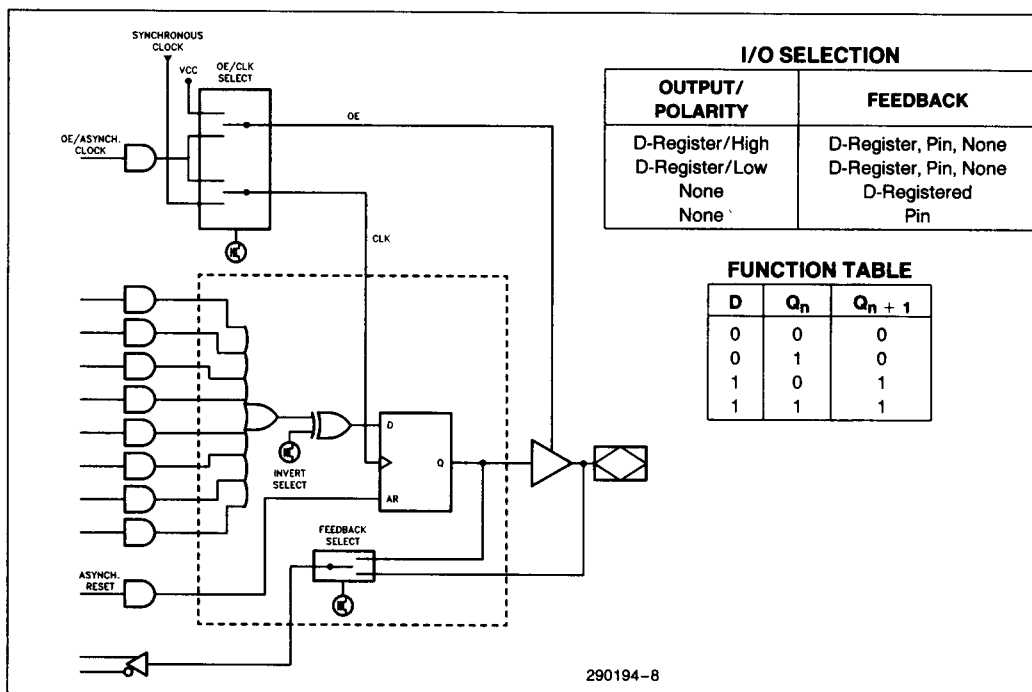 SYNCHRONOUS
CLOCK
VCC
OE/CLK
SELECT
OE
OE/ASYNCH.
CLOCK
CLK
D
Q
AR
INVERT
SELECT
FEEDBACK
SELECT
ASYNCH.
RESET
I/O SELECTION
OUTPUT/
POLARITY
FEEDBACK
D-Register/High D-Register, Pin, None
D-Register/Low D-Register, Pin, None
None D-Registered
None Pin
FUNCTION TABLE
D Qn Qn + 1
0 0 0
0 1 0
1 0 1
1 1 1
290194-8